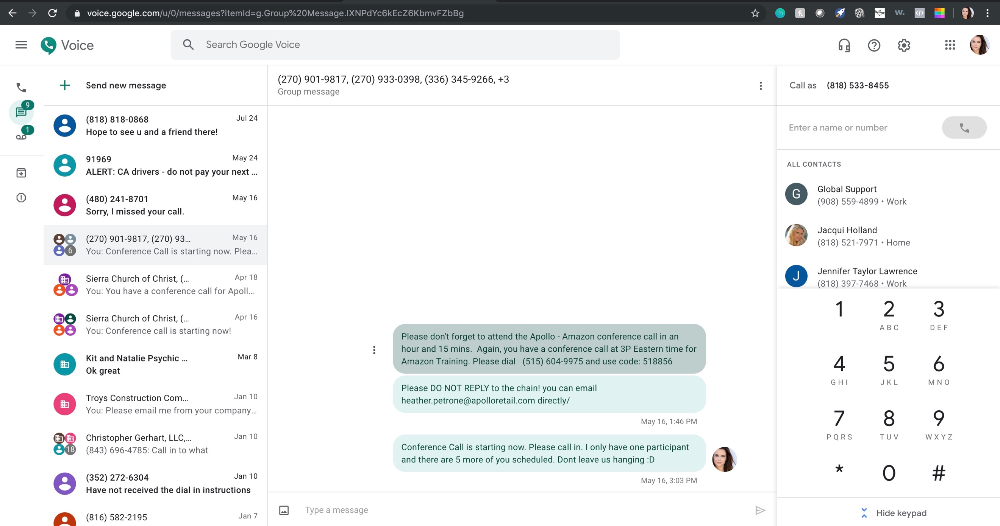 voice.google.com/u/0/messages?itemId=g.Group%20Message.IXNPdYc6kEcZ6KbmvFZbBg
m
w.
Voice
Search Google Voice
9
1
Send new message
(818) 818-0868
Jul 24
Hope to see u and a friend there!
91969
May 24
ALERT: CA drivers - do not pay your next ...
(480) 241-8701
May 16
Sorry, I missed your call.
(270) 901-9817, (270) 93...
May 16
6
You: Conference Call is starting now. Plea...
Sierra Church of Christ, (...
Apr 18
You: You have a conference call for Apoll...
Sierra Church of Christ, (...
Apr 16
You: Conference call is starting now!
Kit and Natalie Psychic ...
Mar 8
Ok great
Troys Construction Com...
Jan 10
You: Please email me from your company...
Christopher Gerhart, LLC,...
Jan 10
18
(843) 696-4785: Call in to what
(352) 272-6304
Jan 10
Have not received the dial in instructions
(816) 582-2195
Jan 7
(270) 901-9817, (270) 933-0398, (336) 345-9266, +3
Group message
Please don't forget to attend the Apollo - Amazon conference call in an
hour and 15 mins.  Again, you have a conference call at 3P Eastern time for
Amazon Training. Please dial   (515) 604-9975 and use code: 518856
Please DO NOT REPLY to the chain! you can email
heather.petrone@apolloretail.com directly/
May 16, 1:46 PM
Conference Call is starting now. Please call in. I only have one participant
and there are 5 more of you scheduled. Dont leave us hanging :D
May 16, 3:03 PM
Type a message
Call as (818) 533-8455
Enter a name or number
ALL CONTACTS
G
Global Support
(908) 559-4899 • Work
Jacqui Holland
(818) 521-7971 • Home
J
Jennifer Taylor Lawrence
(818) 397-7468 • Work
1 2 3
ABC DEF
4 5 6
GHI JKL MNO
7 8 9
PQRS TUV WXYZ
* 0 #
Hide keypad